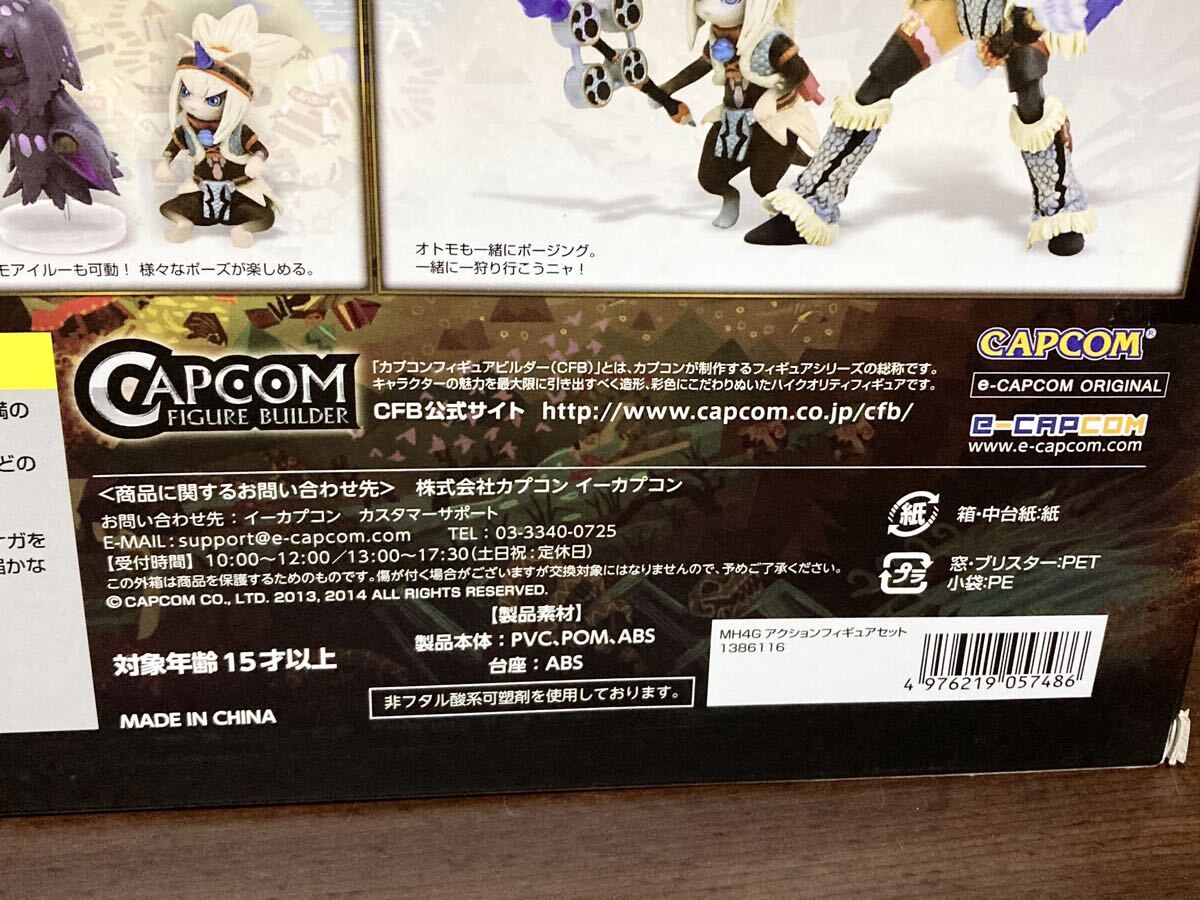 モアイルーも可動！ 様々なポーズが楽しめる。
オトモも一緒にポージング。
一緒に一狩り行こうニャ！
満の
どの
ナガを
届かな
CAPCOM
FIGURE BUILDER
「カプコンフィギュアビルダー(CFB)」とは、カプコンが制作するフィギュアシリーズの総称です。
キャラクターの魅力を最大限に引き出すべく造形、彩色にこだわりぬいたハイクオリティフィギュアです。
CFB公式サイト http://www.capcom.co.jp/cfb/
CAPCOM®
e-CAPCOM ORIGINAL
e-CAPCOM
www.e-capcom.com
＜商品に関するお問い合わせ先＞ 株式会社カプコン イーカプコン
お問い合わせ先：イーカプコン カスタマーサポート
E-MAIL：support@e-capcom.com TEL：03-3340-0725
【受付時間】10:00～12:00／13:00～17:30（土日祝：定休日）
この外箱は商品を保護するためのものです。傷が付く場合がございますが交換対象にはなりませんので、予めご了承ください。
© CAPCOM CO., LTD. 2013, 2014 ALL RIGHTS RESERVED.
紙 箱・中台紙：紙
プラ 窓・ブリスター：PET
小袋：PE
【製品素材】
製品本体：PVC、POM、ABS
台座：ABS
対象年齢15才以上
非フタル酸系可塑剤を使用しております。
MADE IN CHINA
MH4G アクションフィギュアセット
1386116
4 976219 057486